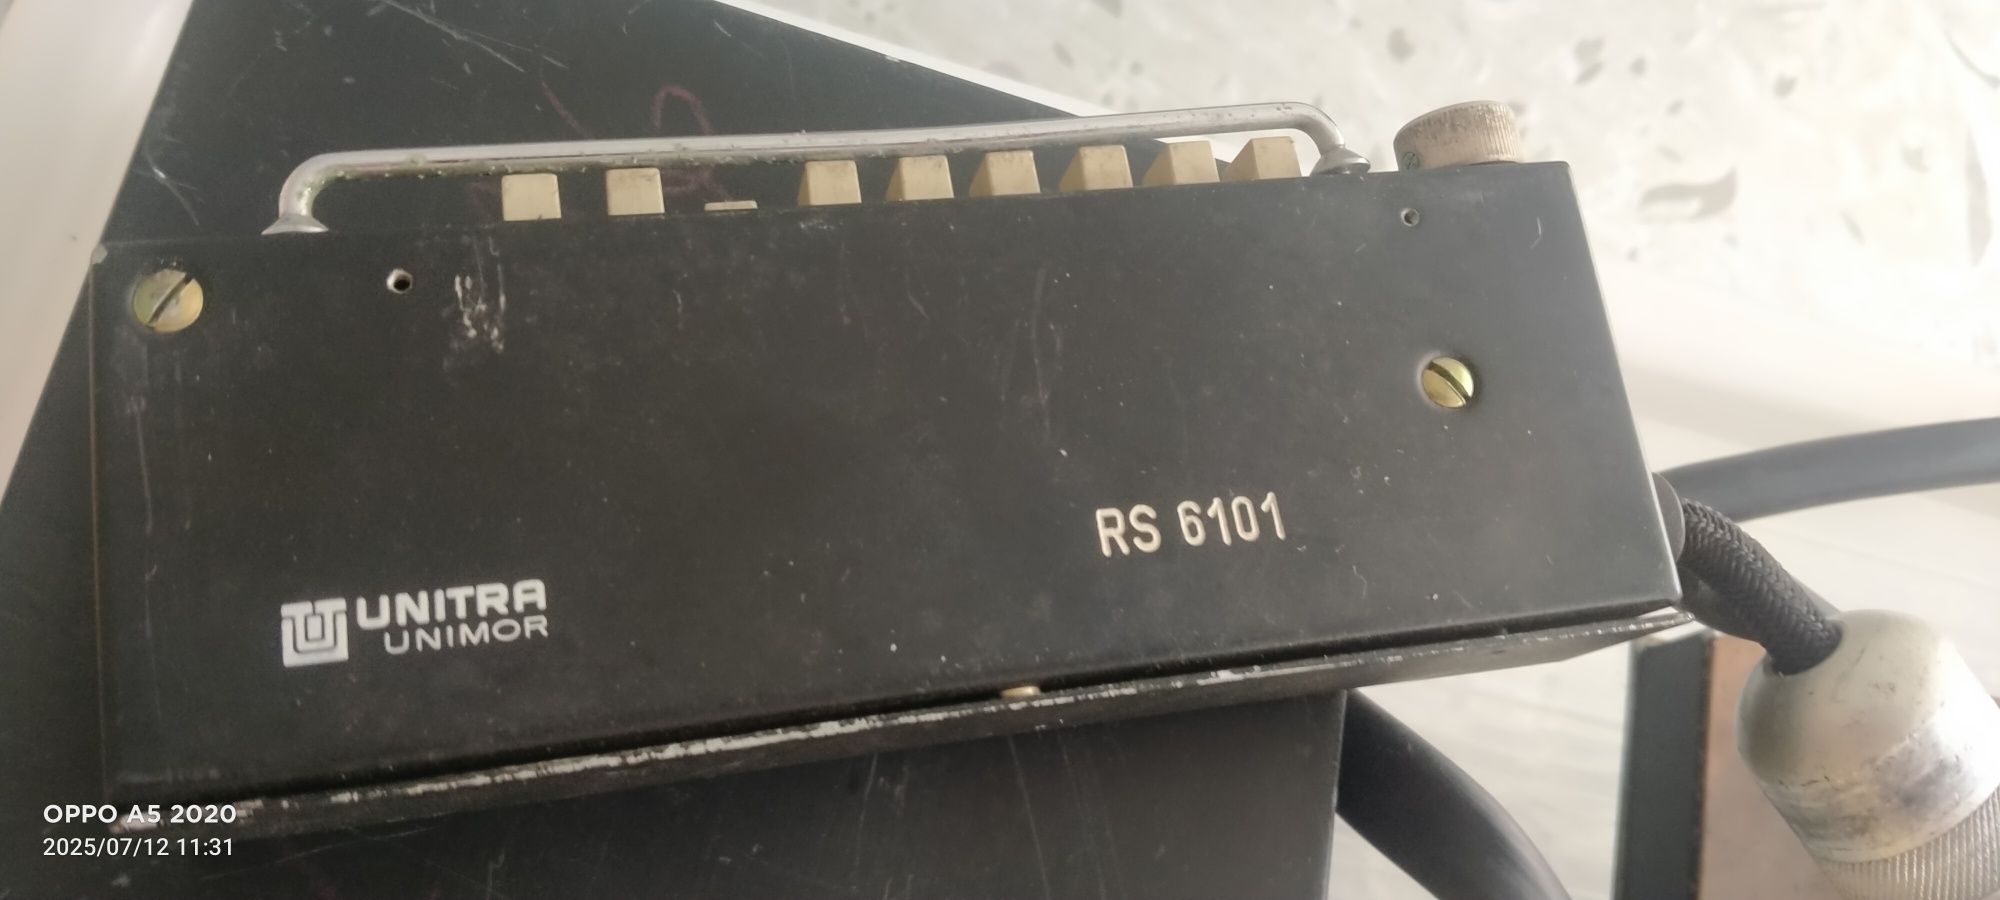 RS 6101
UNITRA
UNIMOR
OPPO A5 2020
2025/07/12 11:31